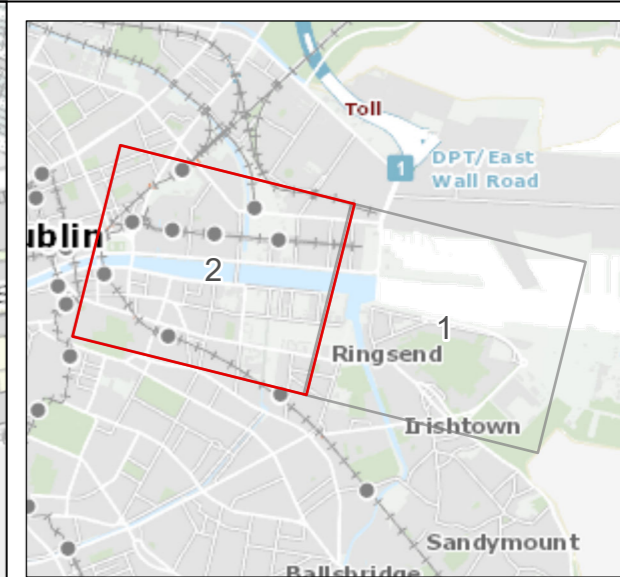 Toll
1
DPT/East
Wall Road
ublin
2
1
Ringsend
Irishtown
Sandymount
Ballsbridge